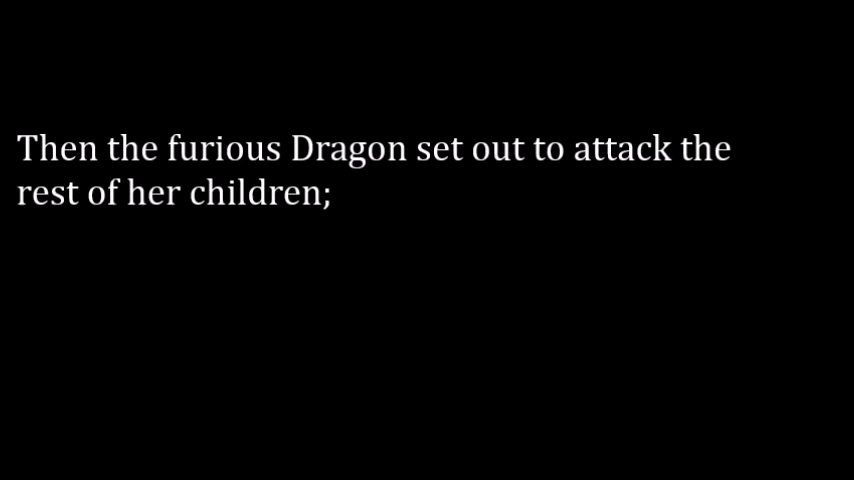 Then the furious Dragon set out to attack the
rest of her children;